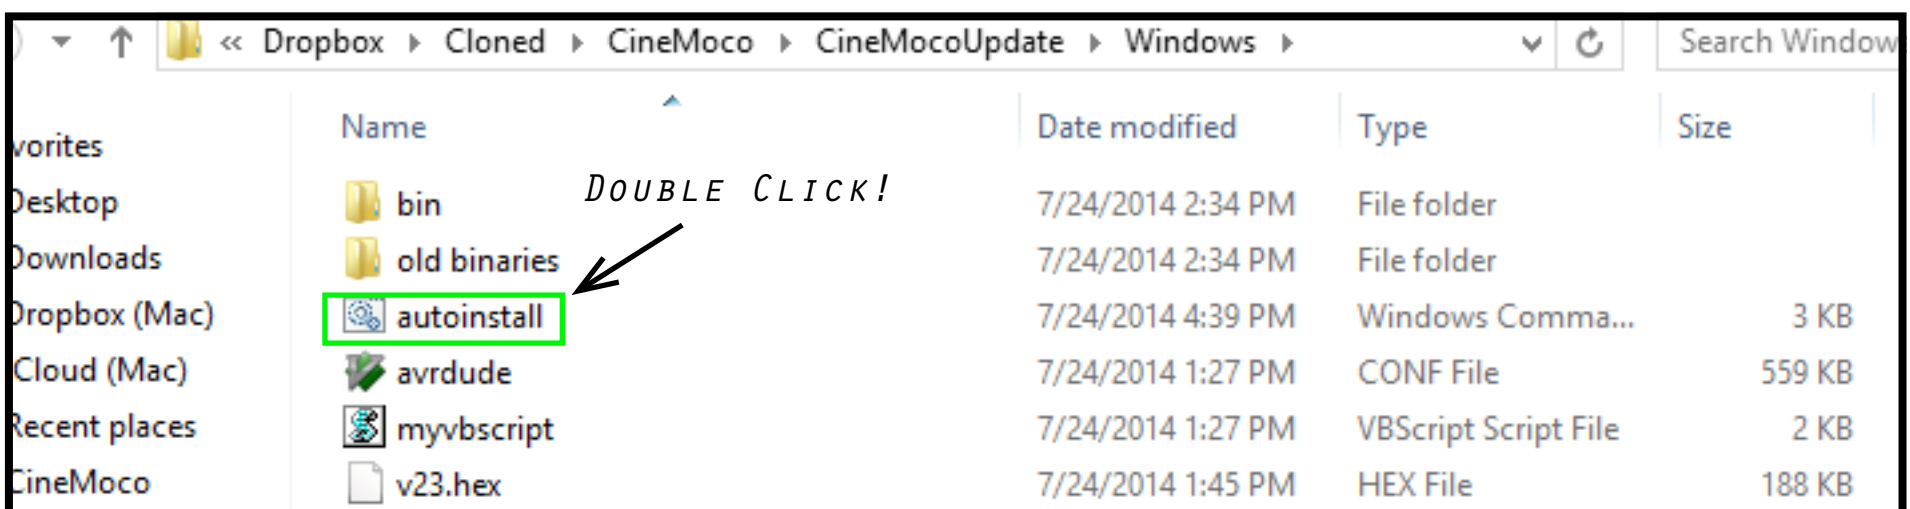 « Dropbox Cloned CineMoco CineMocoUpdate Windows Search Window
Name Date modified Type Size
vorites
Desktop
Downloads
Dropbox (Mac)
Cloud (Mac)
Recent places
CineMoco
DOUBLE CLICK!
bin 7/24/2014 2:34 PM File folder
old binaries 7/24/2014 2:34 PM File folder
autoinstall 7/24/2014 4:39 PM Windows Comma... 3 KB
avrdude 7/24/2014 1:27 PM CONF File 559 KB
myvbscript 7/24/2014 1:27 PM VBScript Script File 2 KB
v23.hex 7/24/2014 1:45 PM HEX File 188 KB